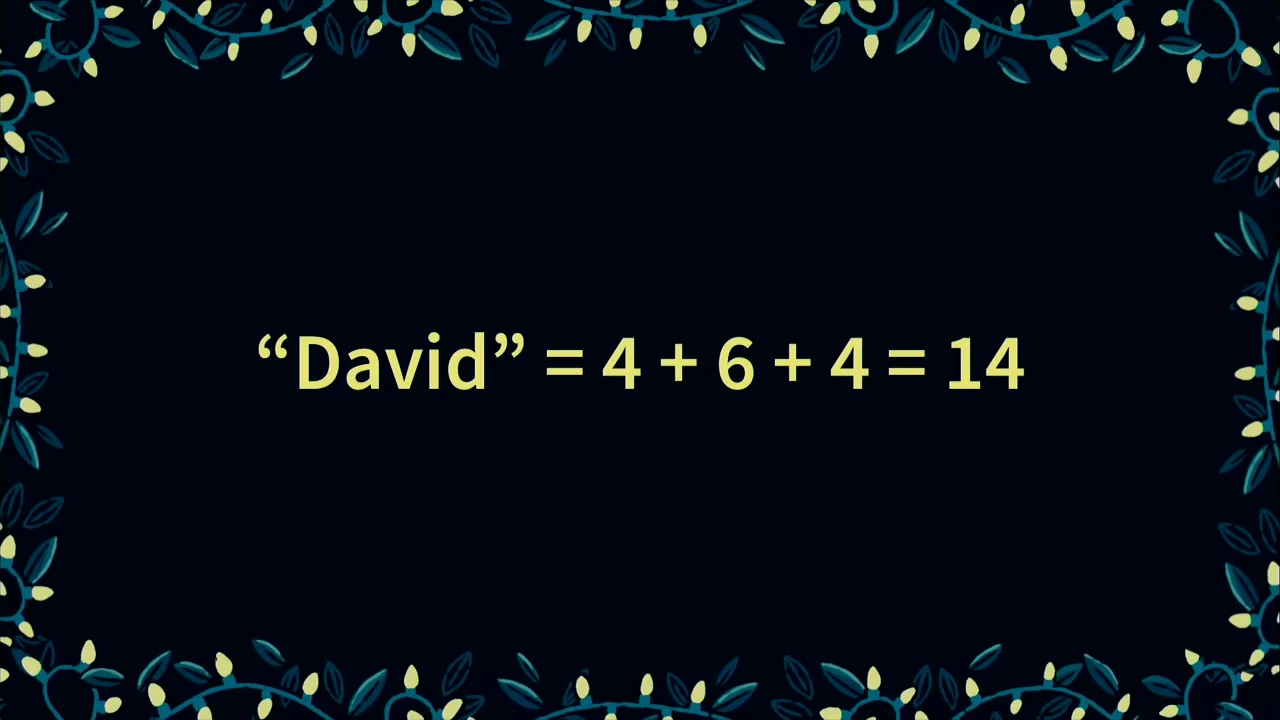 “David” = 4 + 6 + 4 = 14